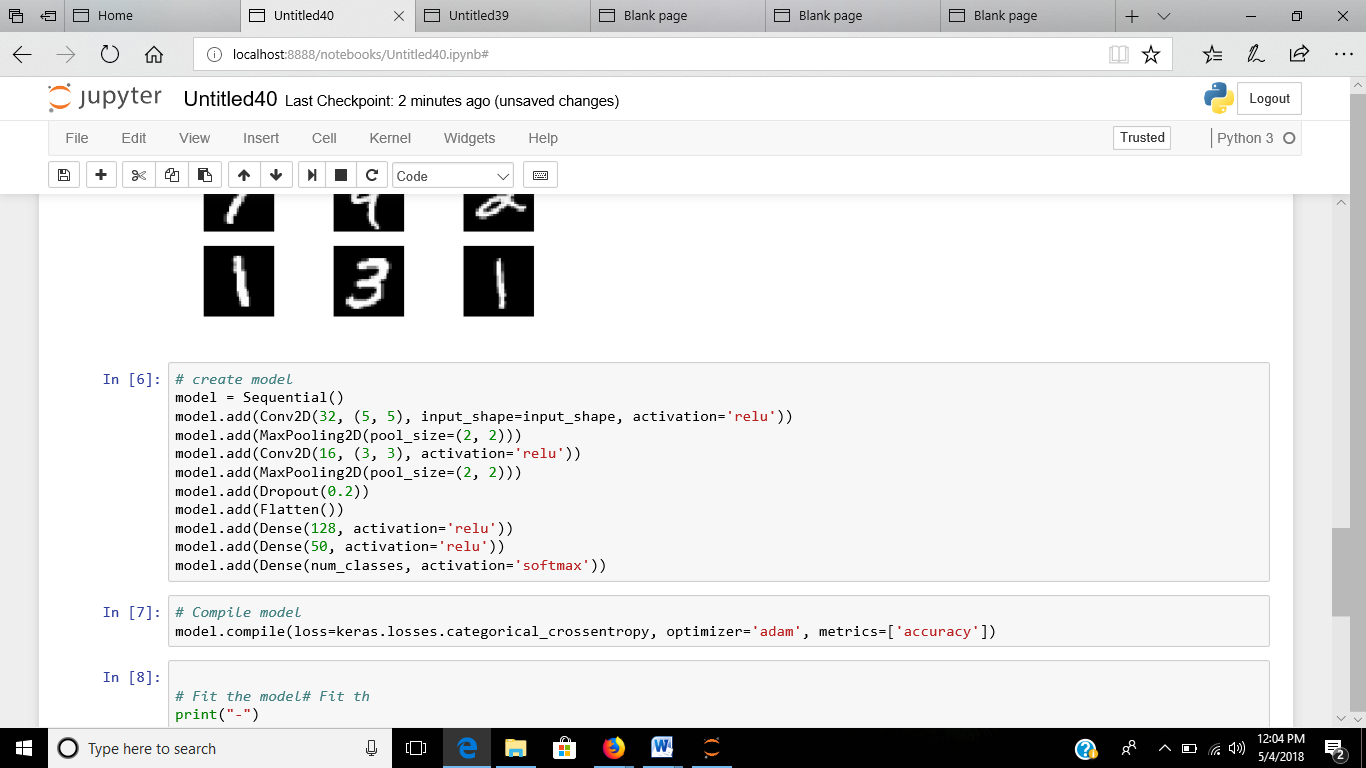 Home
Untitled40
Untitled39
Blank page
Blank page
Blank page
localhost:8888/notebooks/Untitled40.ipynb#
jupyter Untitled40 Last Checkpoint: 2 minutes ago (unsaved changes)
Logout
File Edit View Insert Cell Kernel Widgets Help
Trusted
Python 3
Code
7 9 2
1 3 1
In [6]:
# create model
model = Sequential()
model.add(Conv2D(32, (5, 5), input_shape=input_shape, activation='relu'))
model.add(MaxPooling2D(pool_size=(2, 2)))
model.add(Conv2D(16, (3, 3), activation='relu'))
model.add(MaxPooling2D(pool_size=(2, 2)))
model.add(Dropout(0.2))
model.add(Flatten())
model.add(Dense(128, activation='relu'))
model.add(Dense(50, activation='relu'))
model.add(Dense(num_classes, activation='softmax'))
In [7]:
# Compile model
model.compile(loss=keras.losses.categorical_crossentropy, optimizer='adam', metrics=['accuracy'])
In [8]:
# Fit the model# Fit th
print("-")
Type here to search
12:04 PM
5/4/2018
2